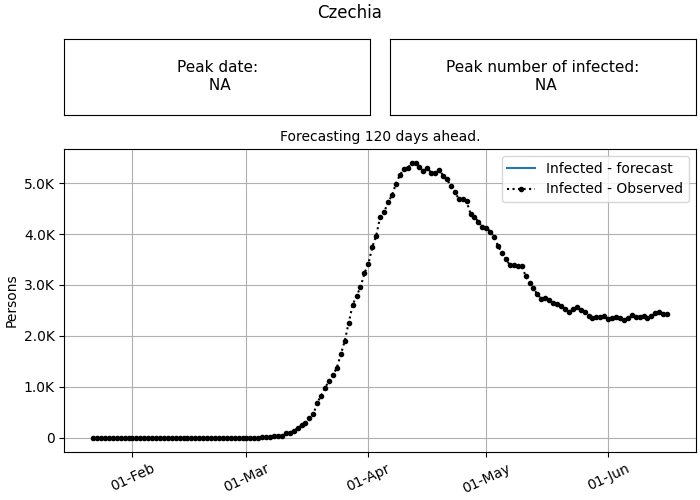 Czechia
Peak date:
NA
Peak number of infected:
NA
Forecasting 120 days ahead.
Infected - forecast
Infected - Observed
5.0K
4.0K
3.0K
2.0K
1.0K
0
Persons
01-Feb
01-Mar
01-Apr
01-May
01-Jun